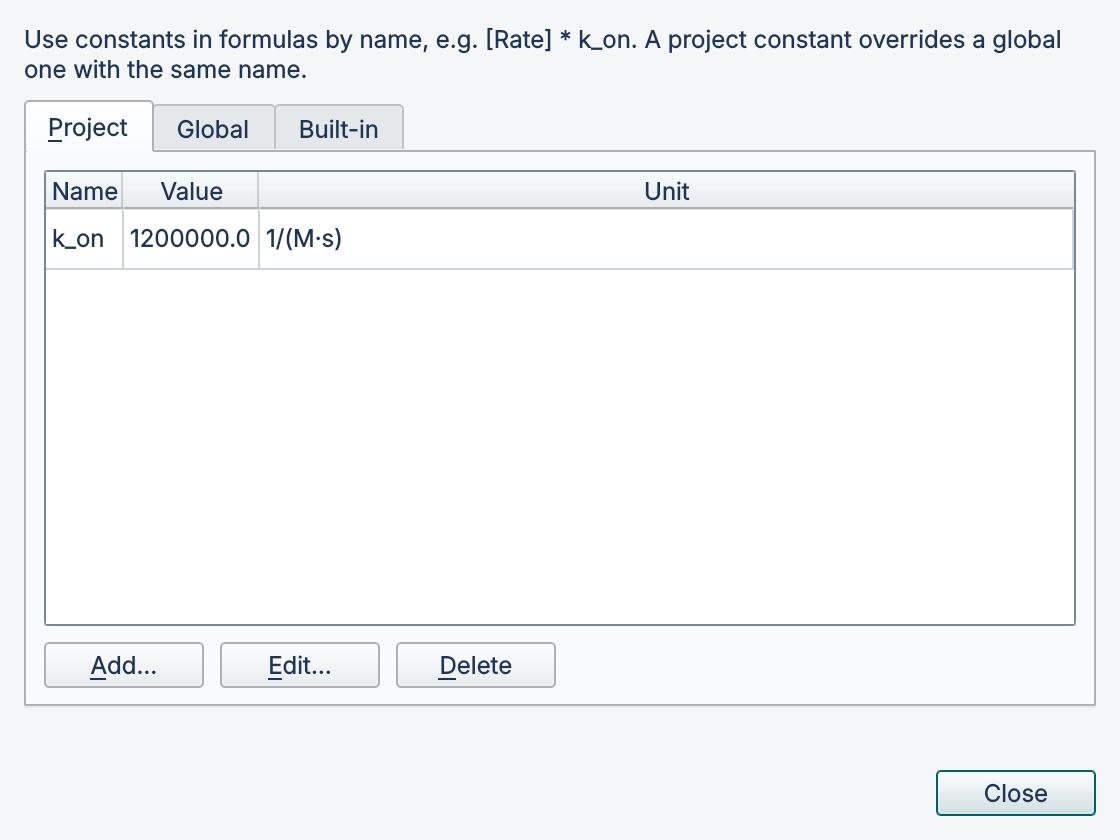 Use constants in formulas by name, e.g. [Rate] * k_on. A project constant overrides a global
one with the same name.
Project Global Built-in
Name Value Unit
k_on 1200000.0 1/(M·s)
Add... Edit... Delete
Close